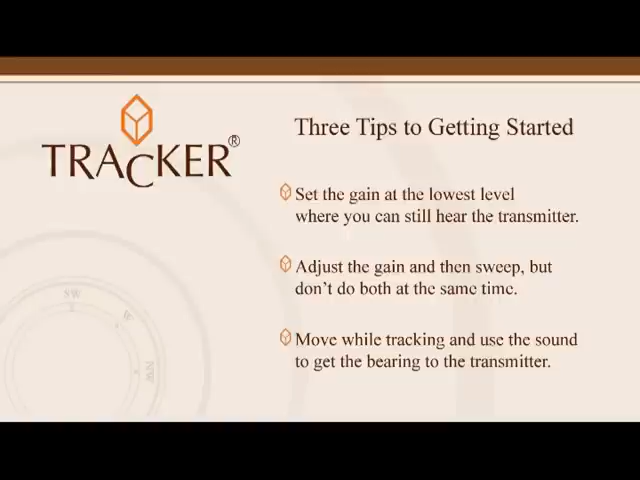 TRACKER®
Three Tips to Getting Started
Set the gain at the lowest level
where you can still hear the transmitter.
Adjust the gain and then sweep, but
don't do both at the same time.
Move while tracking and use the sound
to get the bearing to the transmitter.
SW
W
NW